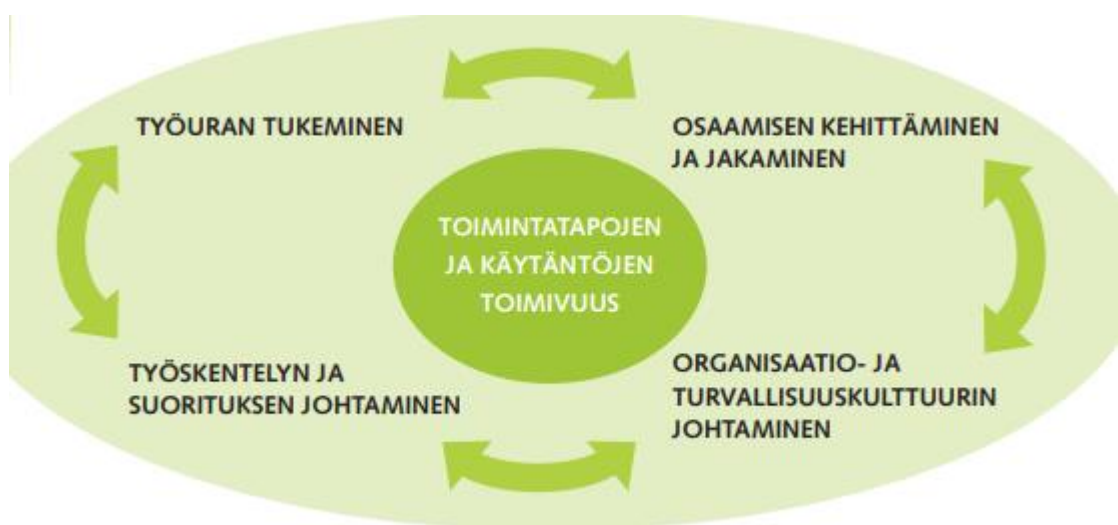 TYÖURAN TUKEMINEN
OSAAMISEN KEHITTÄMINEN
JA JAKAMINEN
TOIMINTATAPOJEN
JA KÄYTÄNTÖJEN
TOIMIVUUS
TYÖSKENTELYN JA
SUORITUKSEN JOHTAMINEN
ORGANISAATIO- JA
TURVALLISUUSKULTTUURIN
JOHTAMINEN